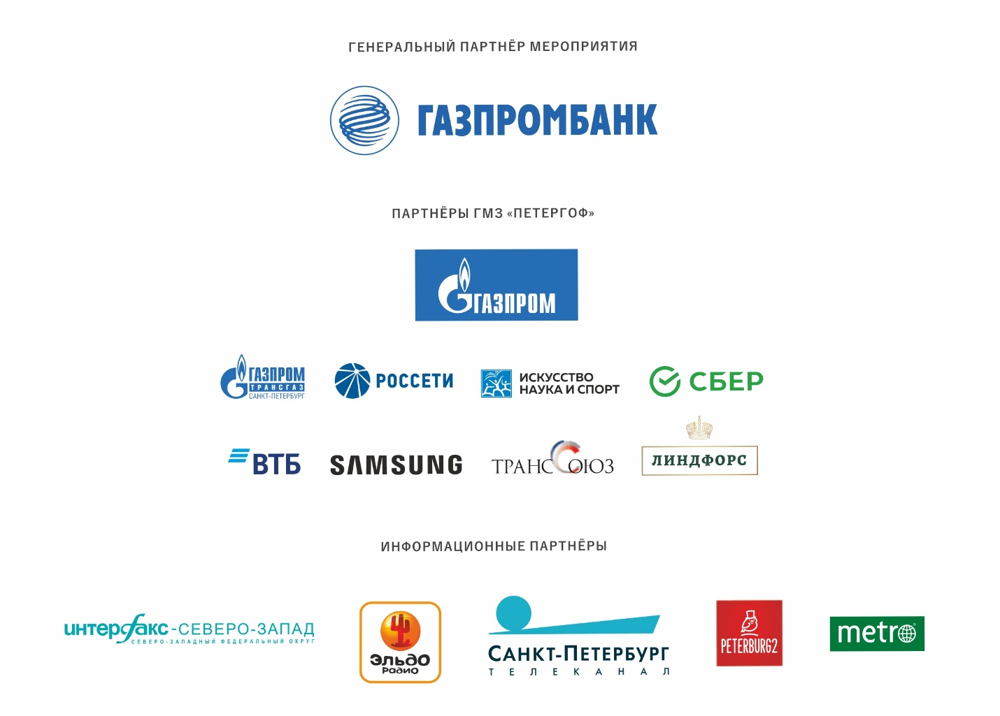 ГЕНЕРАЛЬНЫЙ ПАРТНЁР МЕРОПРИЯТИЯ
ГАЗПРОМБАНК
ПАРТНЁРЫ ГМЗ «ПЕТЕРГОФ»
ГАЗПРОМ
ГАЗПРОМ
ТРАНСГАЗ
САНКТ-ПЕТЕРБУРГ
РОССЕТИ
ИСКУССТВО
НАУКА И СПОРТ
СБЕР
ВТБ
SAMSUNG
ТРАНССОЮЗ
ЛИНДФОРС
ИНФОРМАЦИОННЫЕ ПАРТНЁРЫ
интерфакс-СЕВЕРО-ЗАПАД
СЕВЕРО-ЗАПАДНЫЙ ФЕДЕРАЛЬНЫЙ ОКРУГ
Эльдо
Радио
САНКТ-ПЕТЕРБУРГ
ТЕЛЕКАНАЛ
PETERBURG2
metro